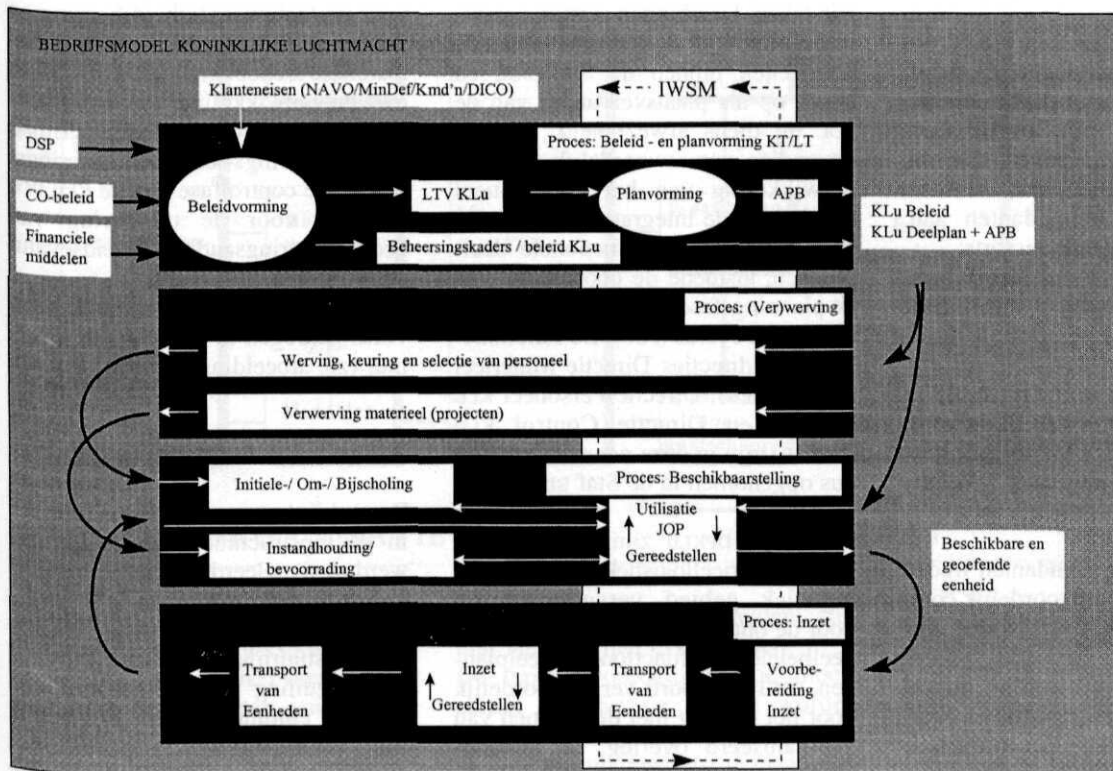 BEDRIJFSMODEL KONINKLIJKE LUCHTMACHT
Klanteneisen (NAVO/MinDef/Kmd'n/DICO)
IWSM
DSP
CO-beleid
Financiele
middelen
Proces: Beleid - en planvorming KT/LT
Beleidvorming
LTV KLu
Planvorming
APB
Beheersingskaders / beleid KLu
KLu Beleid
KLu Deelplan + APB
Proces: (Ver)werving
Werving, keuring en selectie van personeel
Verwerving materieel (projecten)
Proces: Beschikbaarstelling
Initiele-/ Om-/ Bijscholing
Utilisatie
JOP
Gereedstellen
Instandhouding/
bevoorrading
Beschikbare en
geoefende
eenheid
Proces: Inzet
Transport
van
Eenheden
Inzet
Gereedstellen
Transport
van
Eenheden
Voorbe-
reiding
Inzet